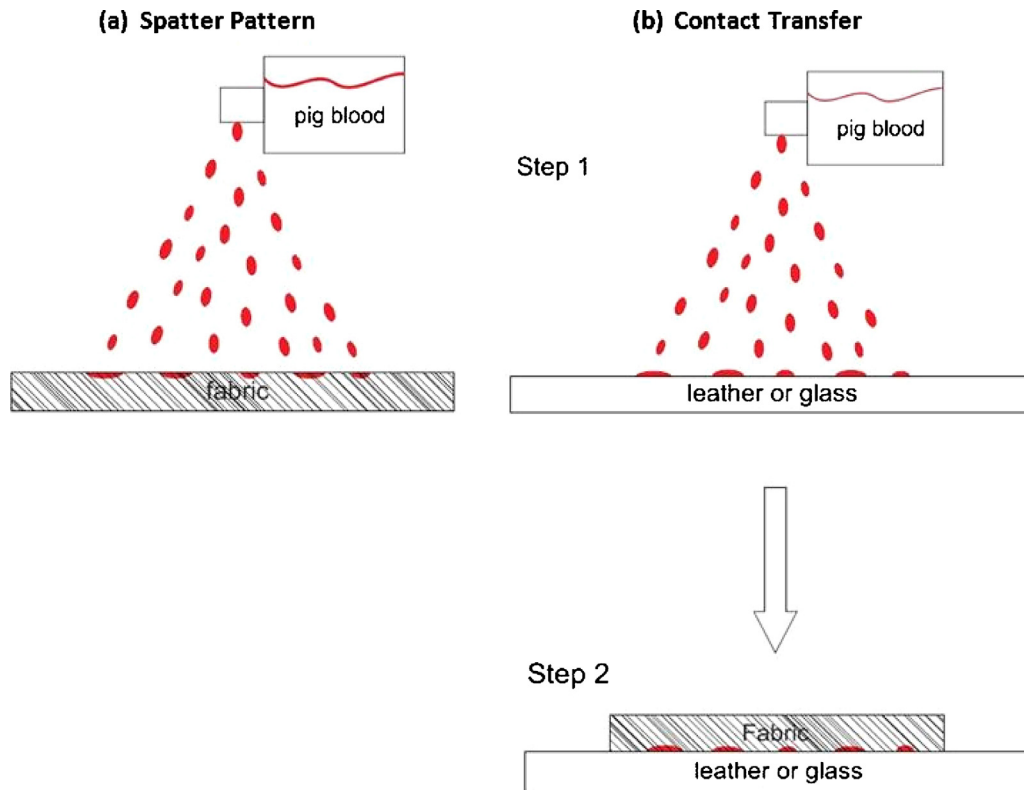 (a) Spatter Pattern
pig blood
fabric
(b) Contact Transfer
pig blood
Step 1
leather or glass
Step 2
Fabric
leather or glass